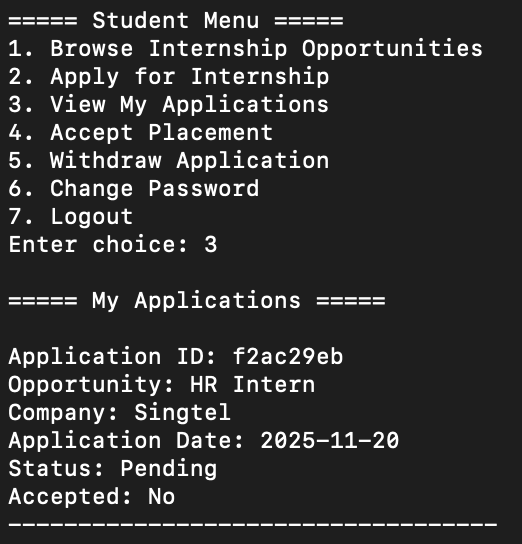 ===== Student Menu =====
1. Browse Internship Opportunities
2. Apply for Internship
3. View My Applications
4. Accept Placement
5. Withdraw Application
6. Change Password
7. Logout
Enter choice: 3
===== My Applications =====
Application ID: f2ac29eb
Opportunity: HR Intern
Company: Singtel
Application Date: 2025-11-20
Status: Pending
Accepted: No
-----------------------------------